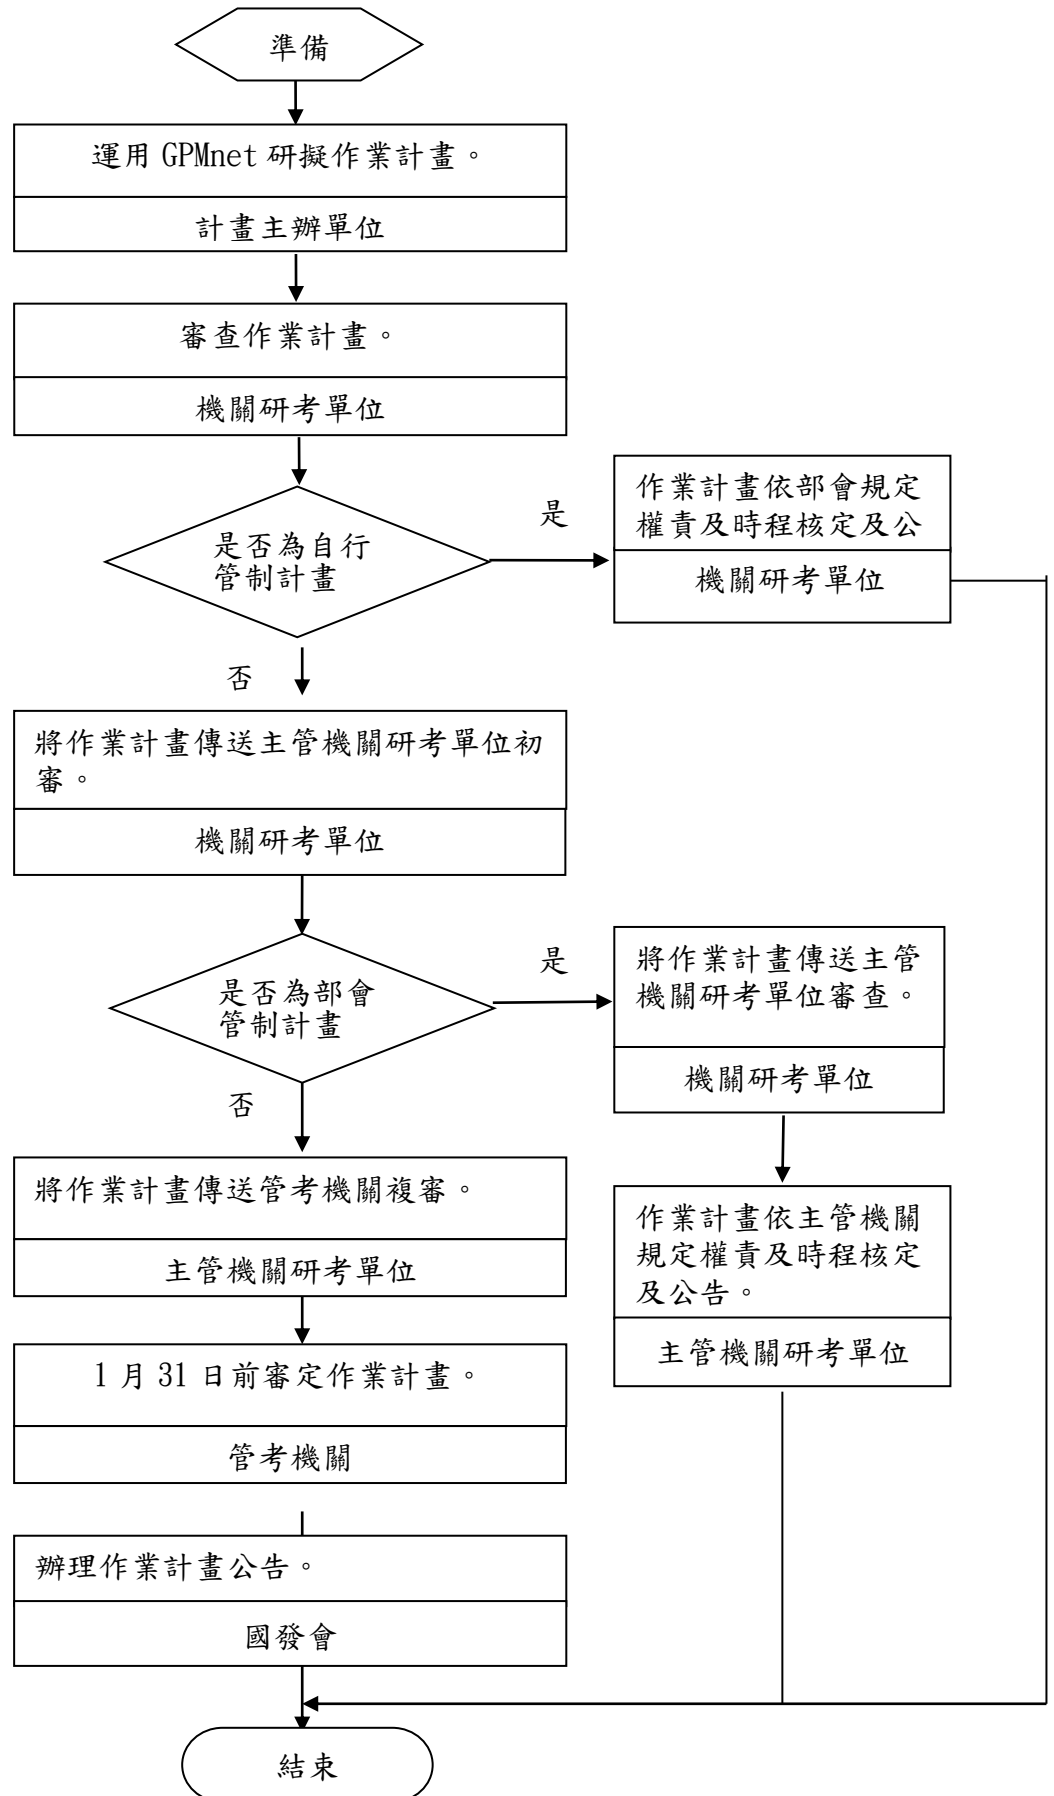 準備
運用 GPMnet 研擬作業計畫。
計畫主辦單位
審查作業計畫。
機關研考單位
是否為自行
管制計畫
是
作業計畫依部會規定
權責及時程核定及公
機關研考單位
否
將作業計畫傳送主管機關研考單位初
審。
機關研考單位
是否為部會
管制計畫
是
將作業計畫傳送主管
機關研考單位審查。
機關研考單位
否
將作業計畫傳送管考機關複審。
主管機關研考單位
作業計畫依主管機關
規定權責及時程核定
及公告。
主管機關研考單位
1 月 31 日前審定作業計畫。
管考機關
辦理作業計畫公告。
國發會
結束